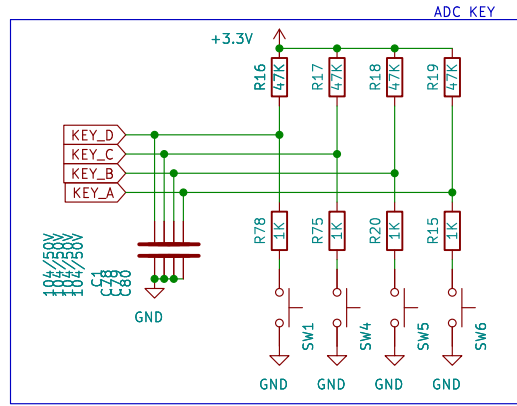 ADC KEY
+3.3V
R16 47K
R17 47K
R18 47K
R19 47K
KEY_D
KEY_C
KEY_B
KEY_A
R78 1K
R75 1K
R20 1K
R15 1K
104/50V
104/50V
104/50V
104/50V
C1
C78
C79
C80
GND
SW1
SW4
SW5
SW6
GND
GND
GND
GND